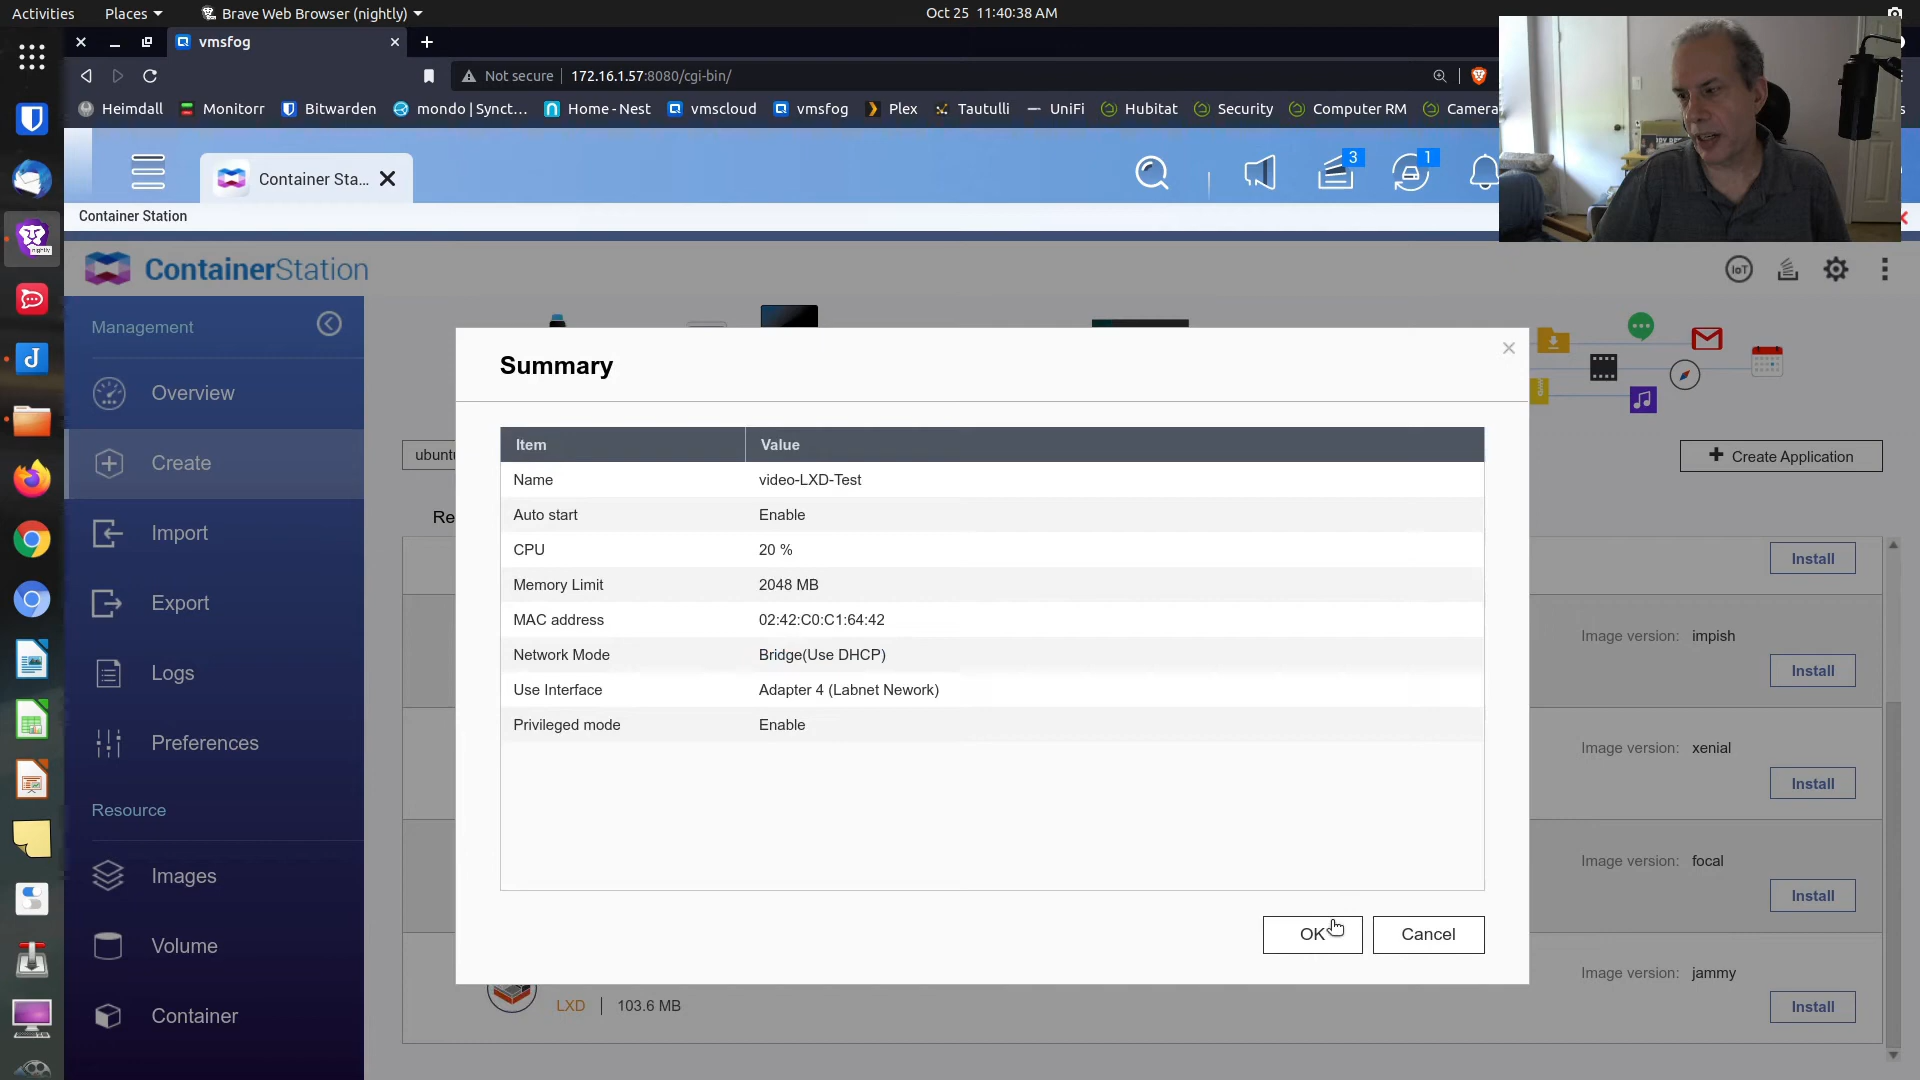 Activities Places Brave Web Browser (nightly) Oct 25 11:40:38 AM
vmsfog
Not secure 172.16.1.57:8080/cgi-bin/
Heimdall Monitorr Bitwarden mondo | Synct... Home - Nest vmscloud vmsfog Plex Tautulli UniFi Hubitat Security Computer RM Camera
Container Sta... 3 1
Container Station
ContainerStation IoT
Management
Overview
Create
Import
Export
Logs
Preferences
Resource
Images
Volume
Container
ubunt
Create Application
Re
Summary
Item Value
Name video-LXD-Test
Auto start Enable
CPU 20 %
Memory Limit 2048 MB
MAC address 02:42:C0:C1:64:42
Network Mode Bridge(Use DHCP)
Use Interface Adapter 4 (Labnet Nework)
Privileged mode Enable
OK Cancel
Install
Image version: impish
Install
Image version: xenial
Install
Image version: focal
Install
Image version: jammy
Install
LXD | 103.6 MB